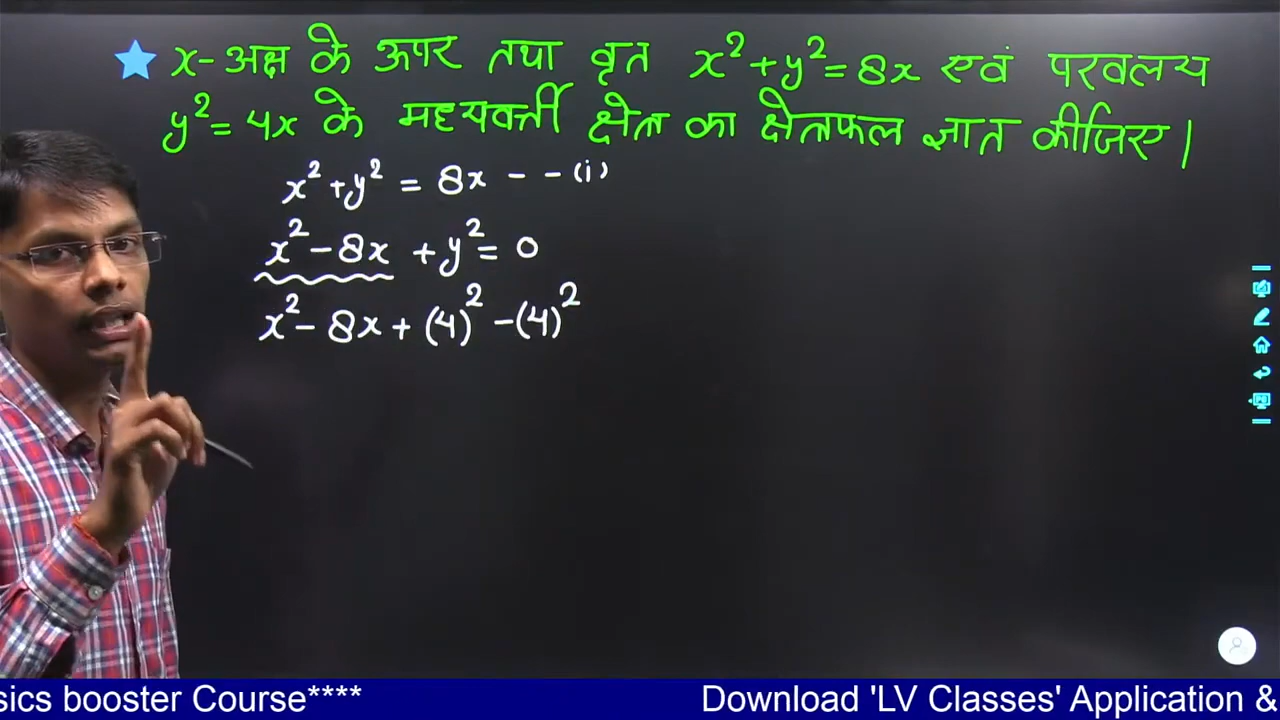 x-अक्ष के ऊपर तथा वृत x² + y² = 8x एवं परवलय
y² = 4x के मध्यवर्ती क्षेत्र का क्षेत्रफल ज्ञात कीजिए।
x² + y² = 8x - - (i)
x² - 8x + y² = 0
x² - 8x + (4)² - (4)²
sics booster Course**** Download 'LV Classes' Application &